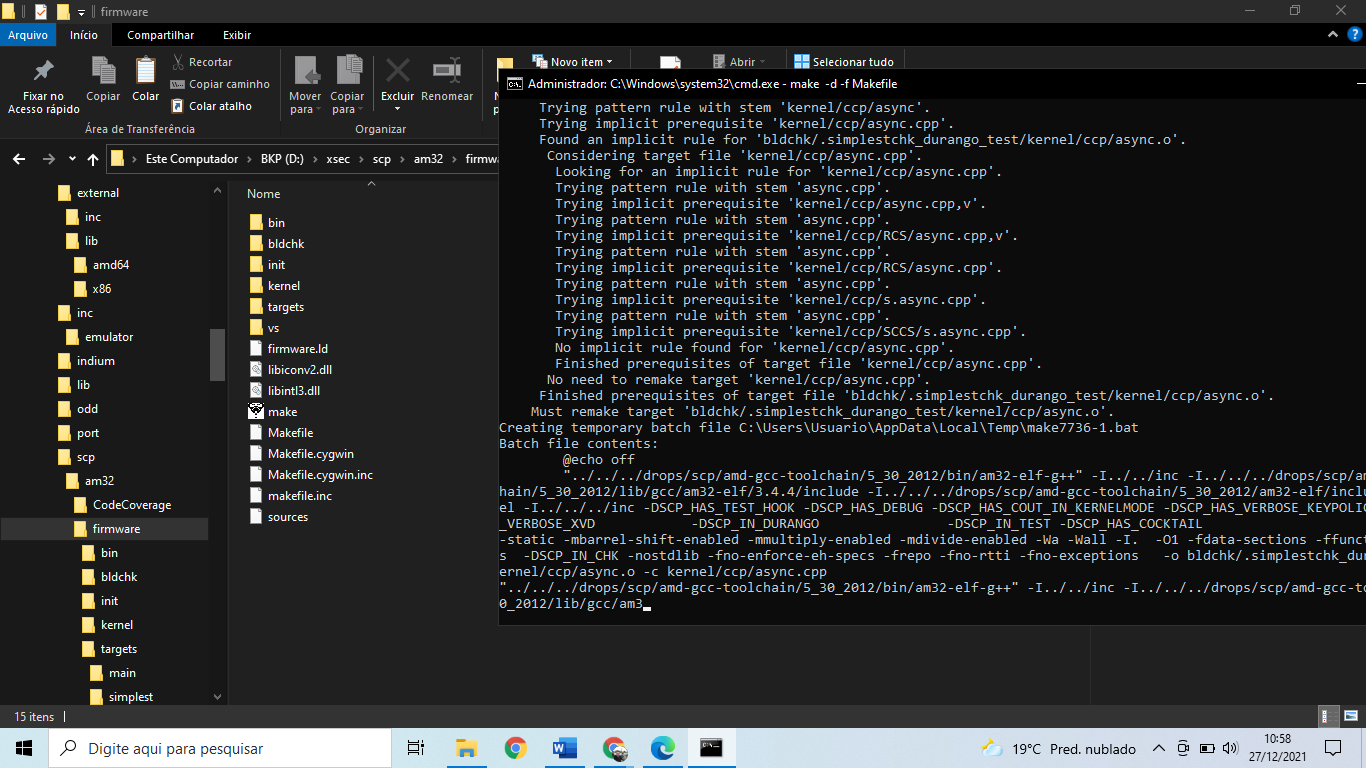 firmware
Arquivo Início Compartilhar Exibir
Fixar no Acesso rápido
Copiar
Colar
Recortar
Copiar caminho
Colar atalho
Área de Transferência
Mover para
Copiar para
Excluir
Renomear
Organizar
Novo item
Abrir
Selecionar tudo
Este Computador > BKP (D:) > xsec > scp > am32 > firmw
external
inc
lib
amd64
x86
inc
emulator
indium
lib
odd
port
scp
am32
CodeCoverage
firmware
bin
bldchk
init
kernel
targets
main
simplest
Nome
bin
bldchk
init
kernel
targets
vs
firmware.ld
libiconv2.dll
libintl3.dll
make
Makefile
Makefile.cygwin
Makefile.cygwin.inc
makefile.inc
sources
Administrador: C:\Windows\system32\cmd.exe - make -d -f Makefile
Trying pattern rule with stem 'kernel/ccp/async'.
Trying implicit prerequisite 'kernel/ccp/async.cpp'.
Found an implicit rule for 'bldchk/.simplestchk_durango_test/kernel/ccp/async.o'.
Considering target file 'kernel/ccp/async.cpp'.
Looking for an implicit rule for 'kernel/ccp/async.cpp'.
Trying pattern rule with stem 'async.cpp'.
Trying implicit prerequisite 'kernel/ccp/async.cpp,v'.
Trying pattern rule with stem 'async.cpp'.
Trying implicit prerequisite 'kernel/ccp/RCS/async.cpp,v'.
Trying pattern rule with stem 'async.cpp'.
Trying implicit prerequisite 'kernel/ccp/RCS/async.cpp'.
Trying pattern rule with stem 'async.cpp'.
Trying implicit prerequisite 'kernel/ccp/s.async.cpp'.
Trying pattern rule with stem 'async.cpp'.
Trying implicit prerequisite 'kernel/ccp/SCCS/s.async.cpp'.
No implicit rule found for 'kernel/ccp/async.cpp'.
Finished prerequisites of target file 'kernel/ccp/async.cpp'.
No need to remake target 'kernel/ccp/async.cpp'.
Finished prerequisites of target file 'bldchk/.simplestchk_durango_test/kernel/ccp/async.o'.
Must remake target 'bldchk/.simplestchk_durango_test/kernel/ccp/async.o'.
Creating temporary batch file C:\Users\Usuario\AppData\Local\Temp\make7736-1.bat
Batch file contents:
@echo off
"../../../drops/scp/amd-gcc-toolchain/5_30_2012/bin/am32-elf-g++" -I../../inc -I../../../drops/scp/am
hain/5_30_2012/lib/gcc/am32-elf/3.4.4/include -I../../../drops/scp/amd-gcc-toolchain/5_30_2012/am32-elf/inclu
el -I../../../inc -DSCP_HAS_TEST_HOOK -DSCP_HAS_DEBUG -DSCP_HAS_COUT_IN_KERNELMODE -DSCP_HAS_VERBOSE_KEYPOLIC
_VERBOSE_XVD -DSCP_IN_DURANGO -DSCP_IN_TEST -DSCP_HAS_COCKTAIL
-static -mbarrel-shift-enabled -mmultiply-enabled -mdivide-enabled -Wa -Wall -I. -O1 -fdata-sections -ffunct
s -DSCP_IN_CHK -nostdlib -fno-enforce-eh-specs -frepo -fno-rtti -fno-exceptions -o bldchk/.simplestchk_dur
ernel/ccp/async.o -c kernel/ccp/async.cpp
"../../../drops/scp/amd-gcc-toolchain/5_30_2012/bin/am32-elf-g++" -I../../inc -I../../../drops/scp/amd-gcc-to
0_2012/lib/gcc/am3
15 itens
Digite aqui para pesquisar
19°C Pred. nublado
10:58
27/12/2021